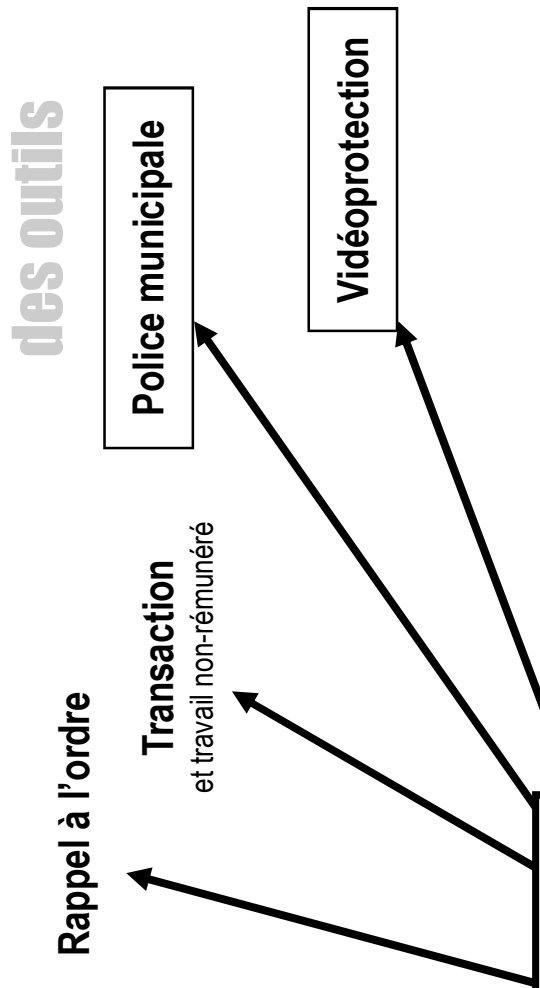 des outils
Police municipale
Vidéoprotection
Transaction
et travail non-rémunéré
Rappel à l'ordre